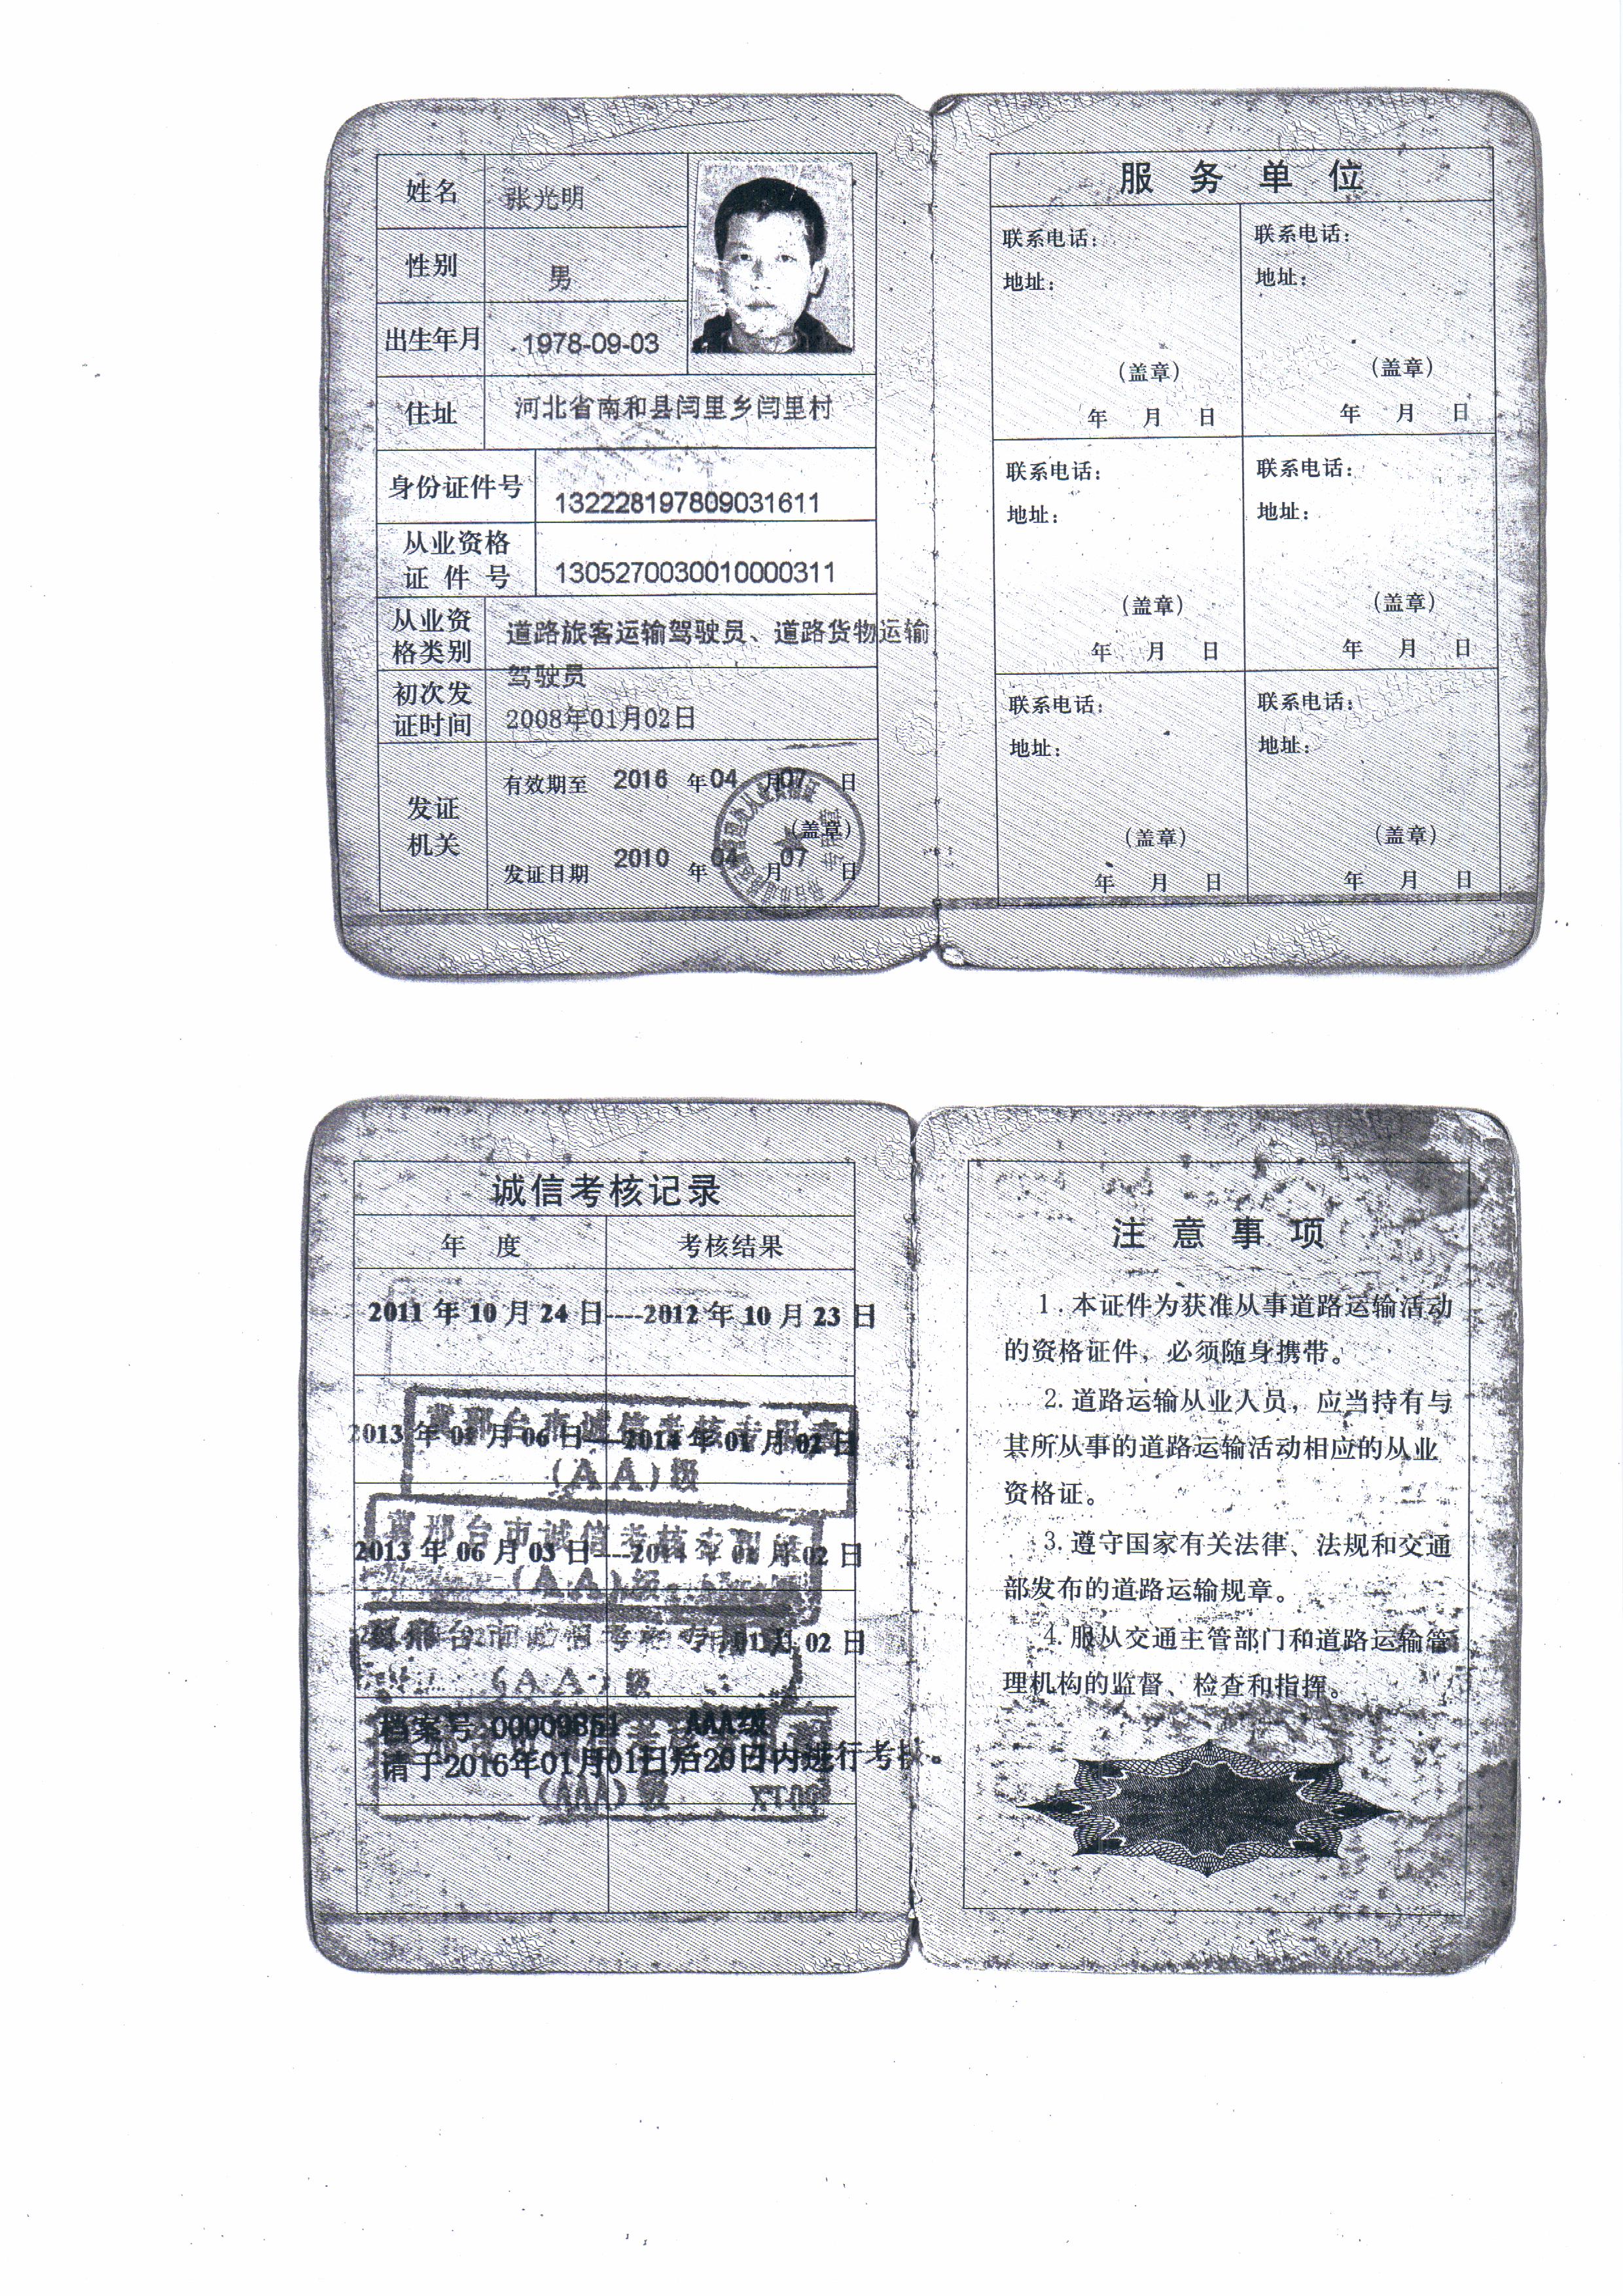 姓名 张光明
性别 男
出生年月 1978-09-03
住址 河北省南和县闫里乡闫里村
身份证件号 132228197809031611
从业资格
证件号 1305270030010000311
从业资
格类别 道路旅客运输驾驶员、道路货物运输
驾驶员
初次发
证时间 2008年01月02日
发证
机关
有效期至 2016 年 04 月 07 日
(盖章)
发证日期 2010 年 04 月 07 日
服务单位
联系电话: 联系电话:
地址: 地址:
(盖章) (盖章)
年 月 日 年 月 日
联系电话: 联系电话:
地址: 地址:
(盖章) (盖章)
年 月 日 年 月 日
联系电话: 联系电话:
地址: 地址:
(盖章) (盖章)
年 月 日 年 月 日
诚信考核记录
年 度 考核结果
2011 年 10 月 24 日----2012 年 10 月 23 日
冀邢台市诚信考核专用章
2013 年 月 06 日----2014 年 01 月 02 日
(AA)级
冀邢台市诚信考核专用章
2013 年 06 月 03 日----2014 年 01 月 02 日
(AA)级
01 月 02 日
(AA)级
档案号 AAA级
请于2016年01月01日后20日内进行考核。
(AAA)级
注意事项
1.本证件为获准从事道路运输活动
的资格证件，必须随身携带。
2.道路运输从业人员，应当持有与
其所从事的道路运输活动相应的从业
资格证。
3.遵守国家有关法律、法规和交通
部发布的道路运输规章。
4.服从交通主管部门和道路运输管
理机构的监督、检查和指挥。